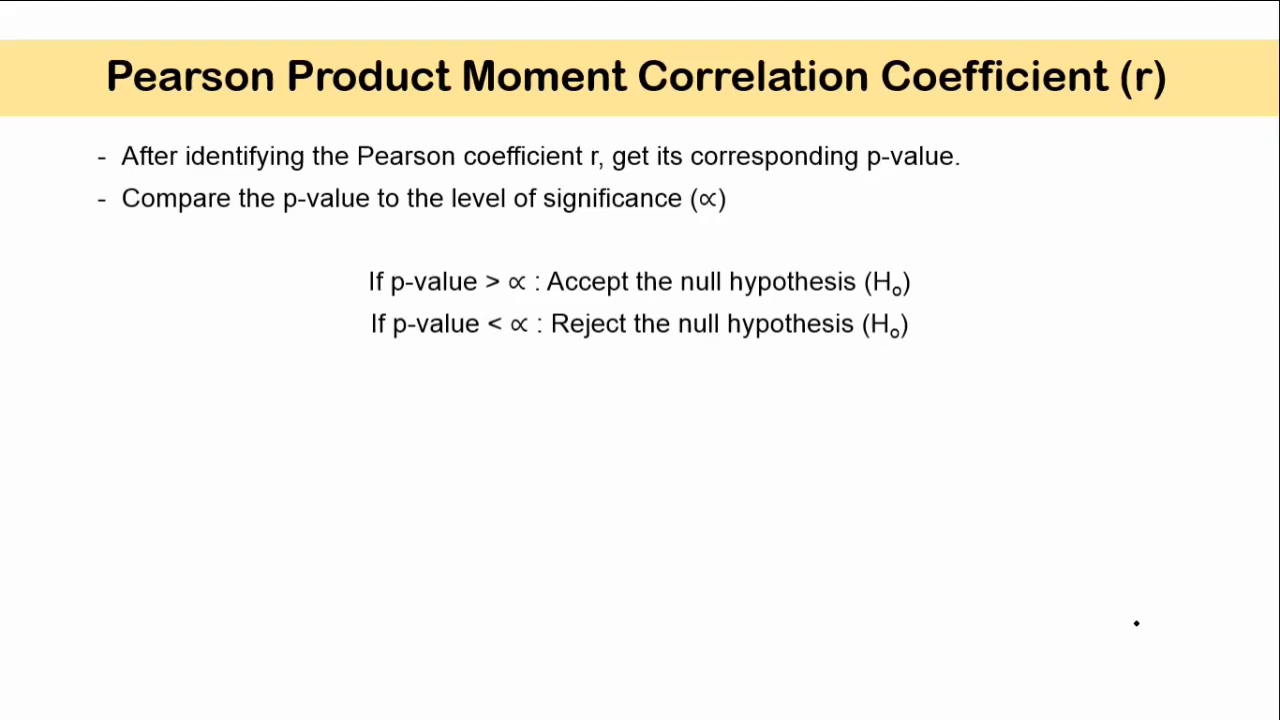 Pearson Product Moment Correlation Coefficient (r)
- After identifying the Pearson coefficient r, get its corresponding p-value.
- Compare the p-value to the level of significance (∝)
If p-value > ∝ : Accept the null hypothesis (Hₒ)
If p-value < ∝ : Reject the null hypothesis (Hₒ)